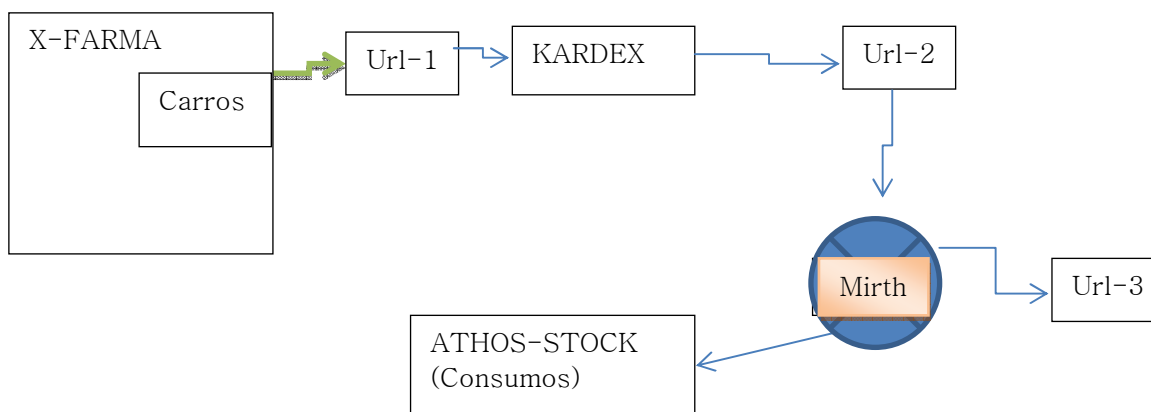 X-FARMA
Carros
Url-1
KARDEX
Url-2
Mirth
Url-3
ATHOS-STOCK
(Consumos)